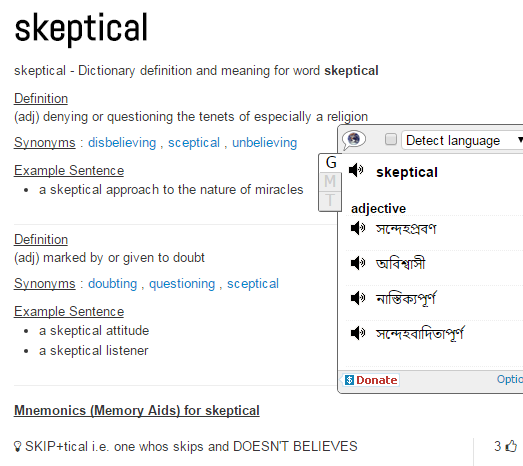 skeptical
skeptical - Dictionary definition and meaning for word skeptical
Definition
(adj) denying or questioning the tenets of especially a religion
Synonyms : disbelieving , sceptical , unbelieving
Example Sentence
a skeptical approach to the nature of miracles
Definition
(adj) marked by or given to doubt
Synonyms : doubting , questioning , sceptical
Example Sentence
a skeptical attitude
a skeptical listener
Mnemonics (Memory Aids) for skeptical
SKIP+tical i.e. one whos skips and DOESN'T BELIEVES
3
Detect language
G
M
T
skeptical
adjective
সন্দেহপ্রবণ
অবিশ্বাসী
নাস্তিক্যপূর্ণ
সন্দেহবাদিতাপূর্ণ
$ Donate
Optio